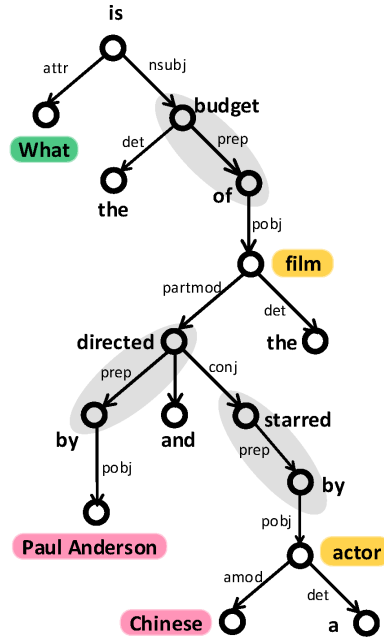 is
attr
nsubj
budget
What
det
prep
the
of
pobj
film
partmod
det
directed
the
prep
conj
starred
by
and
prep
pobj
by
pobj
Paul Anderson
actor
amod
det
Chinese
a